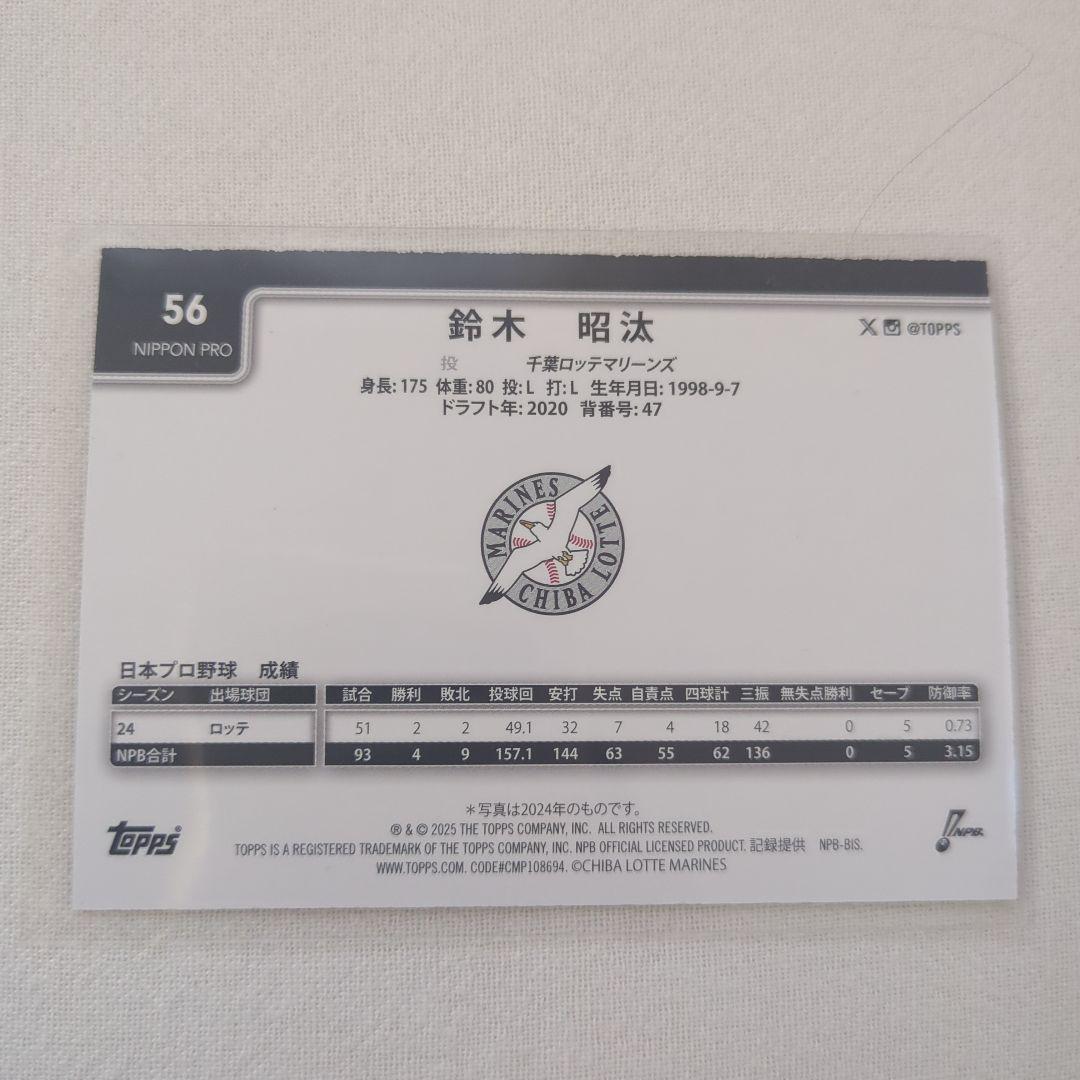 56
NIPPON PRO
鈴木 昭汰
@TOPPS
投 千葉ロッテマリーンズ
身長: 175 体重: 80 投: L 打: L 生年月日: 1998-9-7
ドラフト年: 2020 背番号: 47
MARINES
CHIBA LOTTE
日本プロ野球 成績
シーズン 出場球団 試合 勝利 敗北 投球回 安打 失点 自責点 四球計 三振 無失点勝利 セーブ 防御率
24 ロッテ 51 2 2 49.1 32 7 4 18 42 0 5 0.73
NPB合計 93 4 9 157.1 144 63 55 62 136 0 5 3.15
＊写真は2024年のものです。
® & © 2025 THE TOPPS COMPANY, INC. ALL RIGHTS RESERVED.
TOPPS IS A REGISTERED TRADEMARK OF THE TOPPS COMPANY, INC. NPB OFFICIAL LICENSED PRODUCT. 記録提供 NPB-BIS.
WWW.TOPPS.COM. CODE#CMP108694. ©CHIBA LOTTE MARINES
TOPPS®
NPB